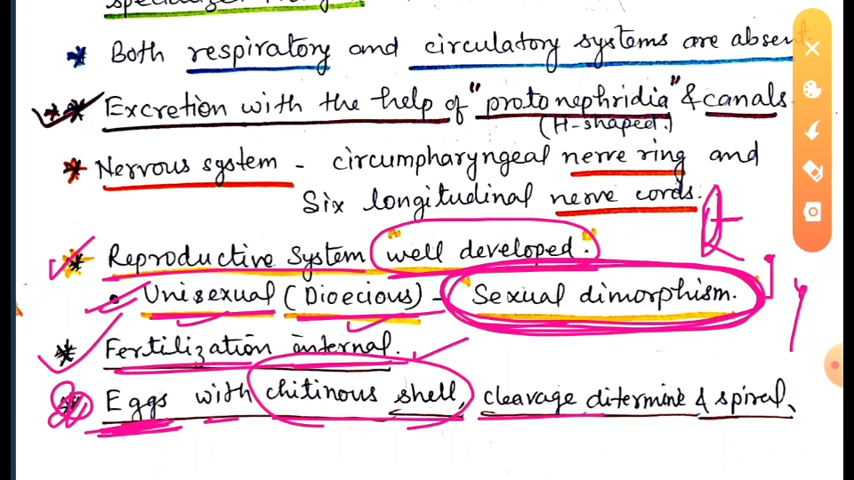 * Both respiratory and circulatory systems are absent.
** Excretion with the help of "protonephridia" & canals.
(H-shaped.)
* Nervous system - circumpharyngeal nerve ring and
Six longitudinal nerve cords.
* Reproductive System "well developed."
• Unisexual (Dioecious) - "Sexual dimorphism.
* Fertilization internal.
* Eggs with chitinous shell, cleavage ditermine & spiral,